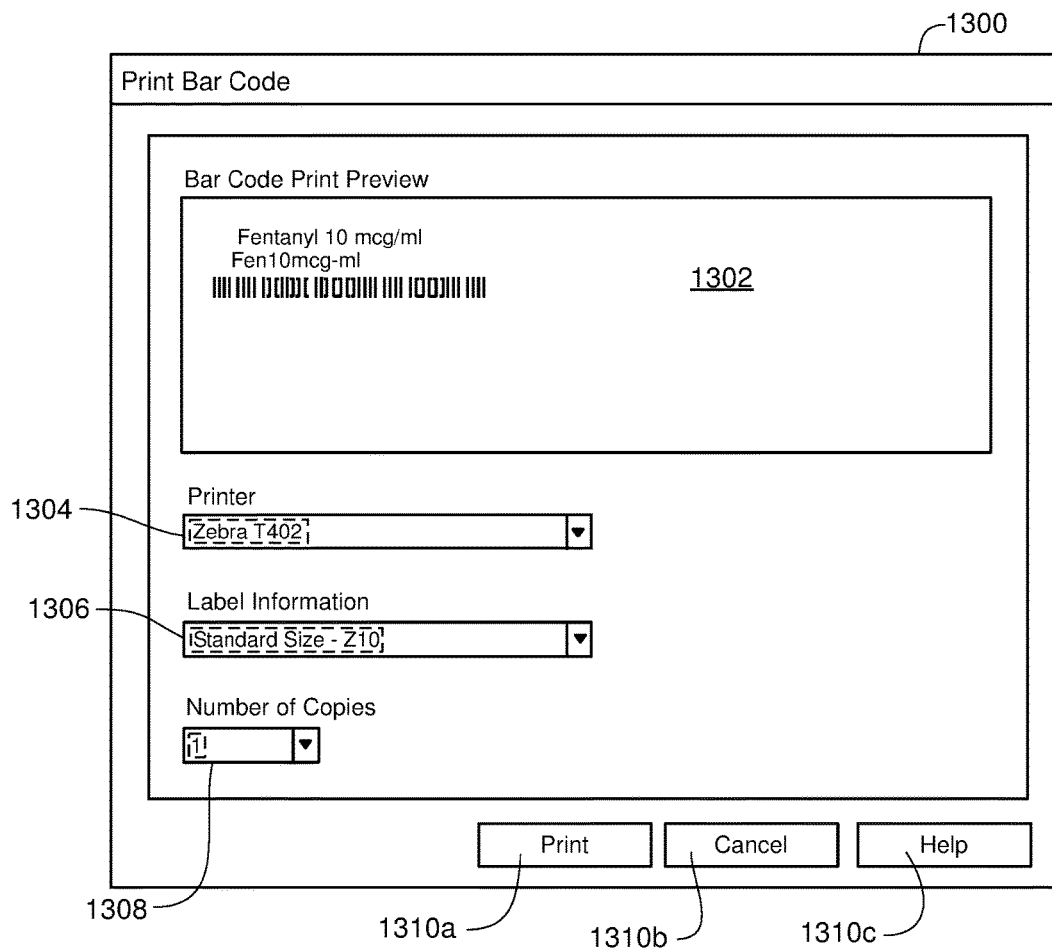 1300
Print Bar Code
Bar Code Print Preview
Fentanyl 10 mcg/ml
Fen10mcg-ml
1302
Printer
1304
Zebra T402
Label Information
1306
Standard Size - Z10
Number of Copies
1
Print Cancel Help
1308
1310a 1310b 1310c